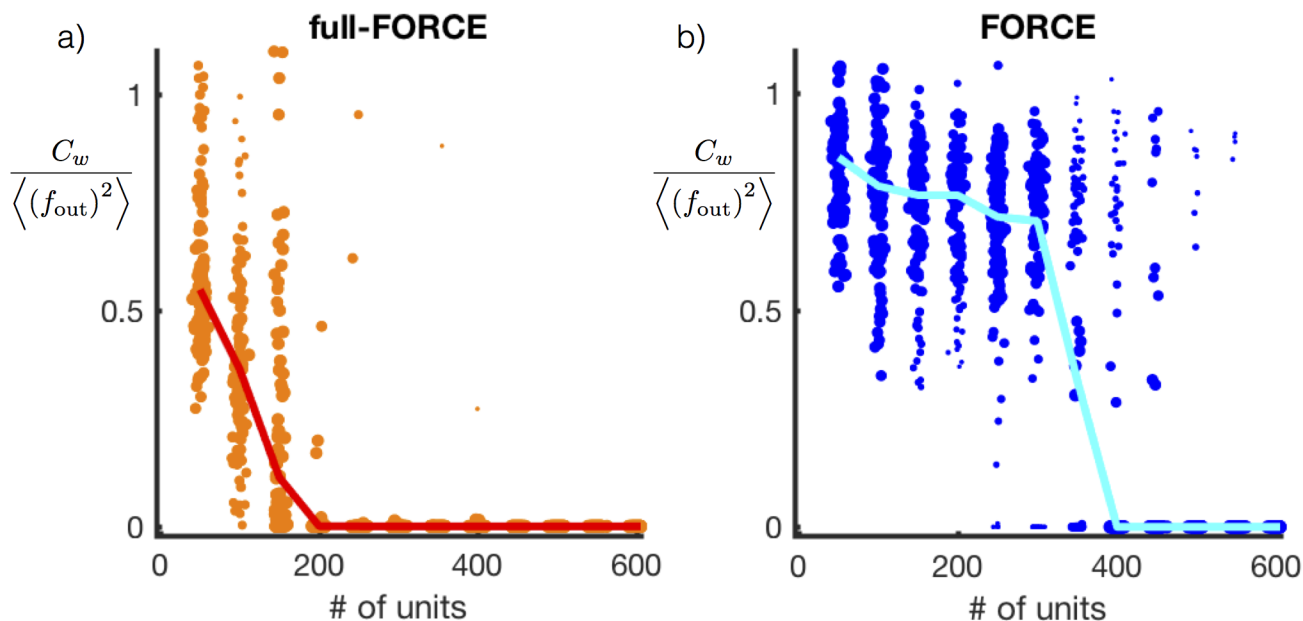 a)
full-FORCE
1
C_w
⟨(f_out)^2⟩
0.5
0
0 200 400 600
# of units
b)
FORCE
1
C_w
⟨(f_out)^2⟩
0.5
0
0 200 400 600
# of units